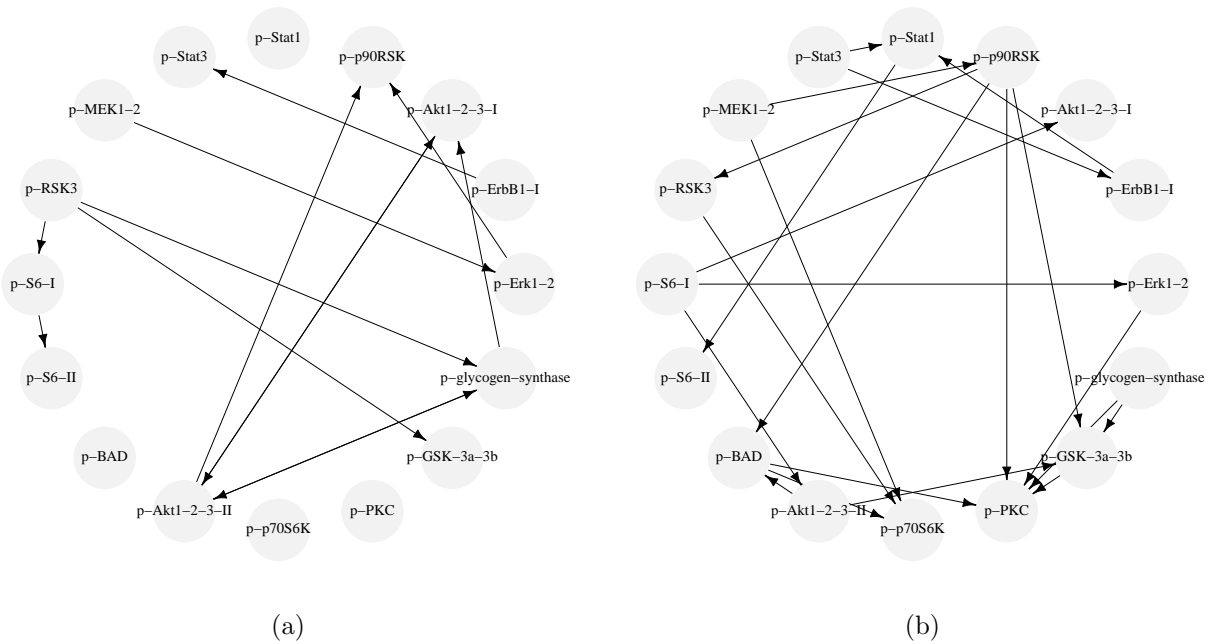 p−Stat1
p−Stat3
p−p90RSK
p−MEK1−2
p−Akt1−2−3−I
p−RSK3
p−ErbB1−I
p−S6−I
p−Erk1−2
p−S6−II
p−glycogen−synthase
p−BAD
p−GSK−3a−3b
p−Akt1−2−3−II
p−PKC
p−p70S6K
(a)
p−Stat1
p−Stat3
p−p90RSK
p−MEK1−2
p−Akt1−2−3−I
p−RSK3
p−ErbB1−I
p−S6−I
p−Erk1−2
p−S6−II
p−glycogen−synthase
p−BAD
p−GSK−3a−3b
p−Akt1−2−3−II
p−PKC
p−p70S6K
(b)